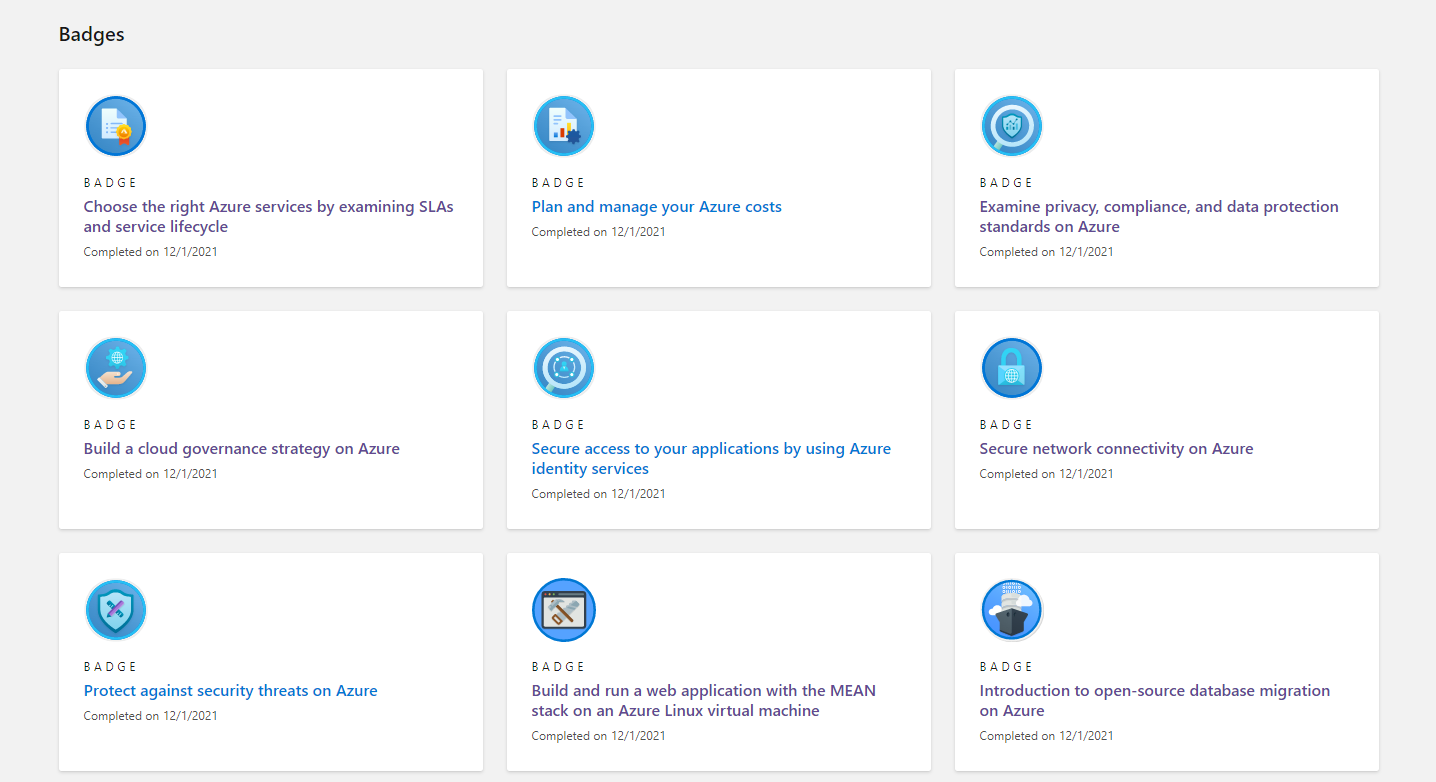 Badges
BADGE
Choose the right Azure services by examining SLAs
and service lifecycle
Completed on 12/1/2021
BADGE
Plan and manage your Azure costs
Completed on 12/1/2021
BADGE
Examine privacy, compliance, and data protection
standards on Azure
Completed on 12/1/2021
BADGE
Build a cloud governance strategy on Azure
Completed on 12/1/2021
BADGE
Secure access to your applications by using Azure
identity services
Completed on 12/1/2021
BADGE
Secure network connectivity on Azure
Completed on 12/1/2021
BADGE
Protect against security threats on Azure
Completed on 12/1/2021
BADGE
Build and run a web application with the MEAN
stack on an Azure Linux virtual machine
Completed on 12/1/2021
BADGE
Introduction to open-source database migration
on Azure
Completed on 12/1/2021